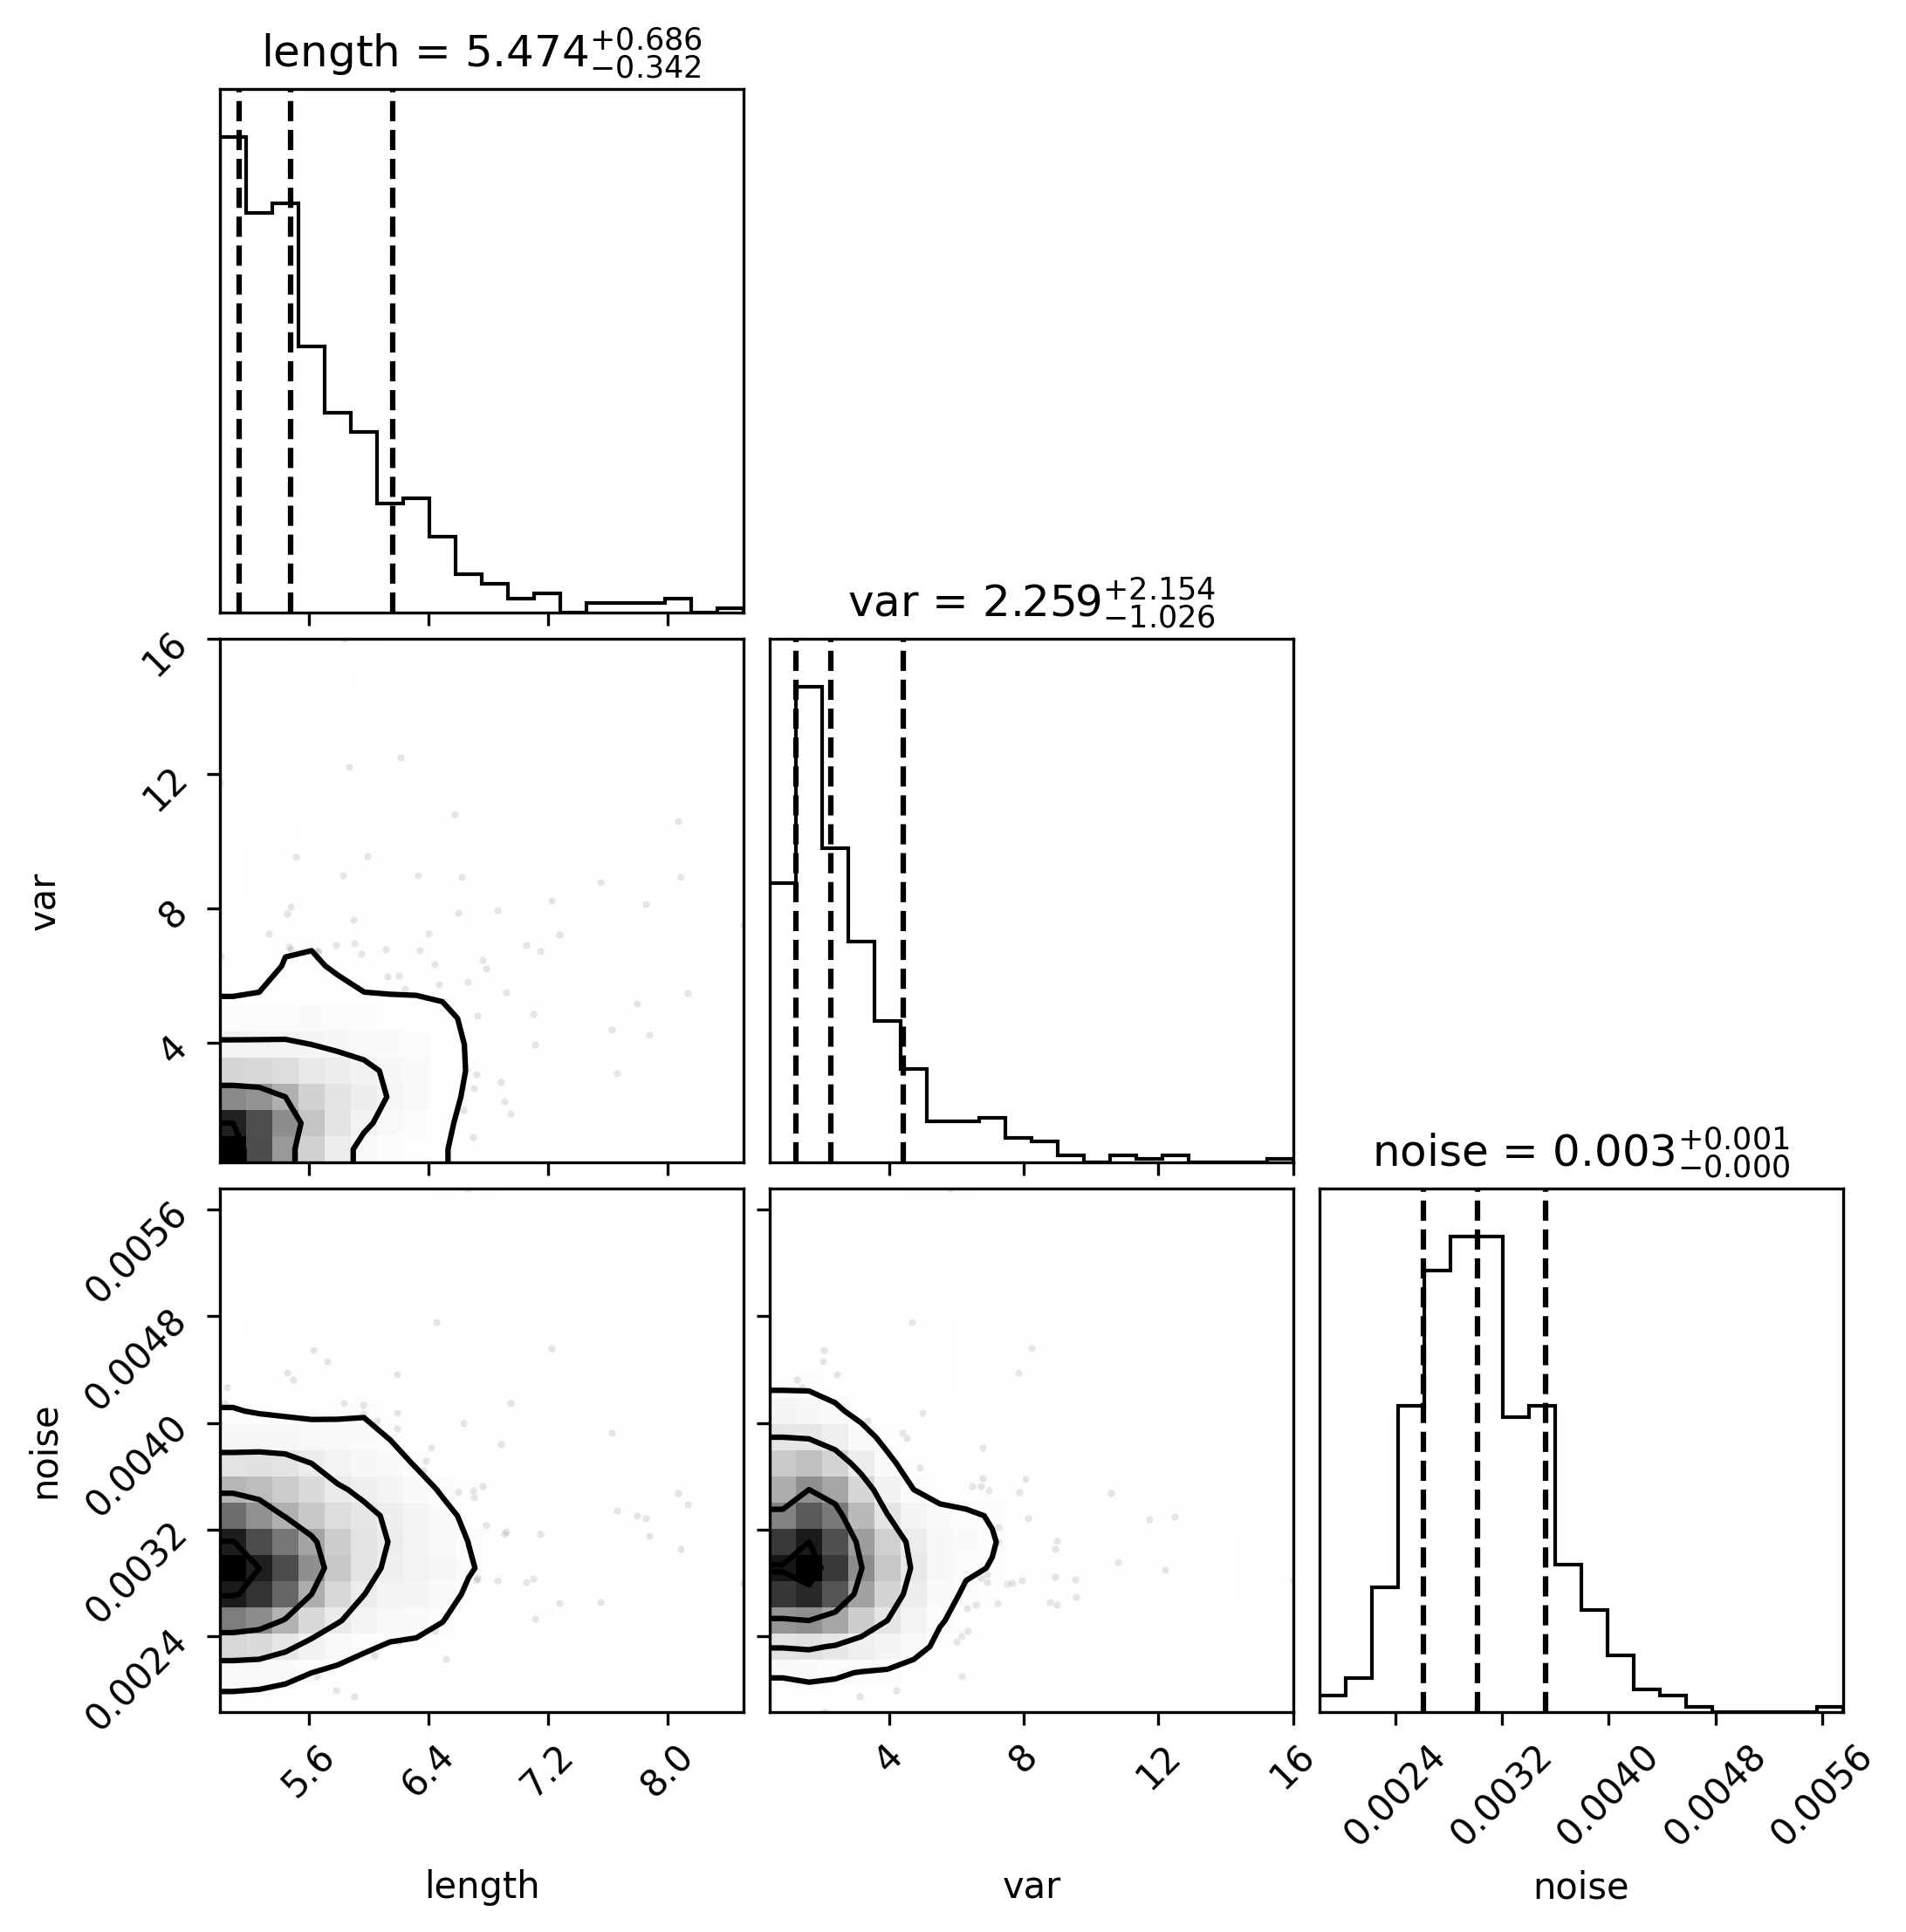 length = 5.474+0.686−0.342
var = 2.259+2.154−1.026
16
12
8
4
var
noise = 0.003+0.001−0.000
0.0056
0.0048
0.0040
0.0032
0.0024
noise
5.6 6.4 7.2 8.0
4 8 12 16
0.0024 0.0032 0.0040 0.0048 0.0056
length var noise